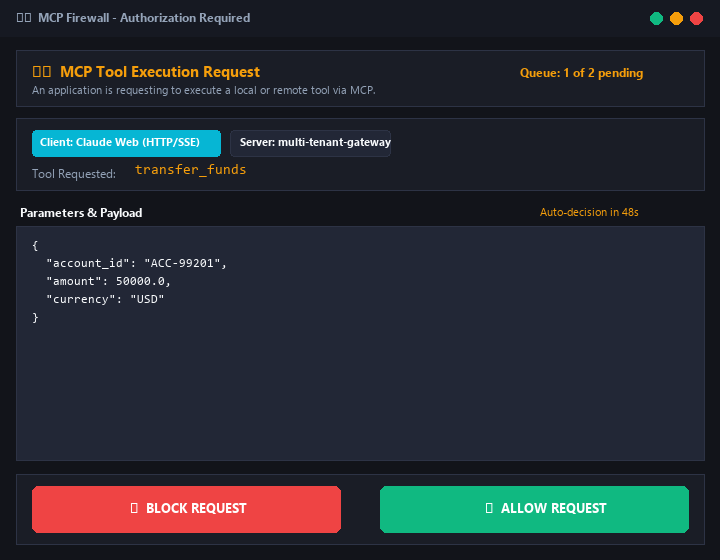 MCP Firewall - Authorization Required
MCP Tool Execution Request
Queue: 1 of 2 pending
An application is requesting to execute a local or remote tool via MCP.
Client: Claude Web (HTTP/SSE)
Server: multi-tenant-gateway
Tool Requested: transfer_funds
Parameters & Payload
Auto-decision in 48s
{
"account_id": "ACC-99201",
"amount": 50000.0,
"currency": "USD"
}
BLOCK REQUEST
ALLOW REQUEST